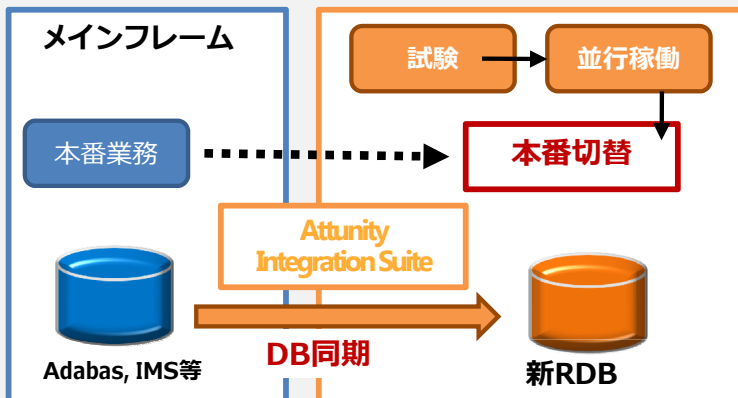 メインフレーム
試験
並行稼働
本番業務
本番切替
Attunity
Integration Suite
DB同期
Adabas, IMS等
新RDB